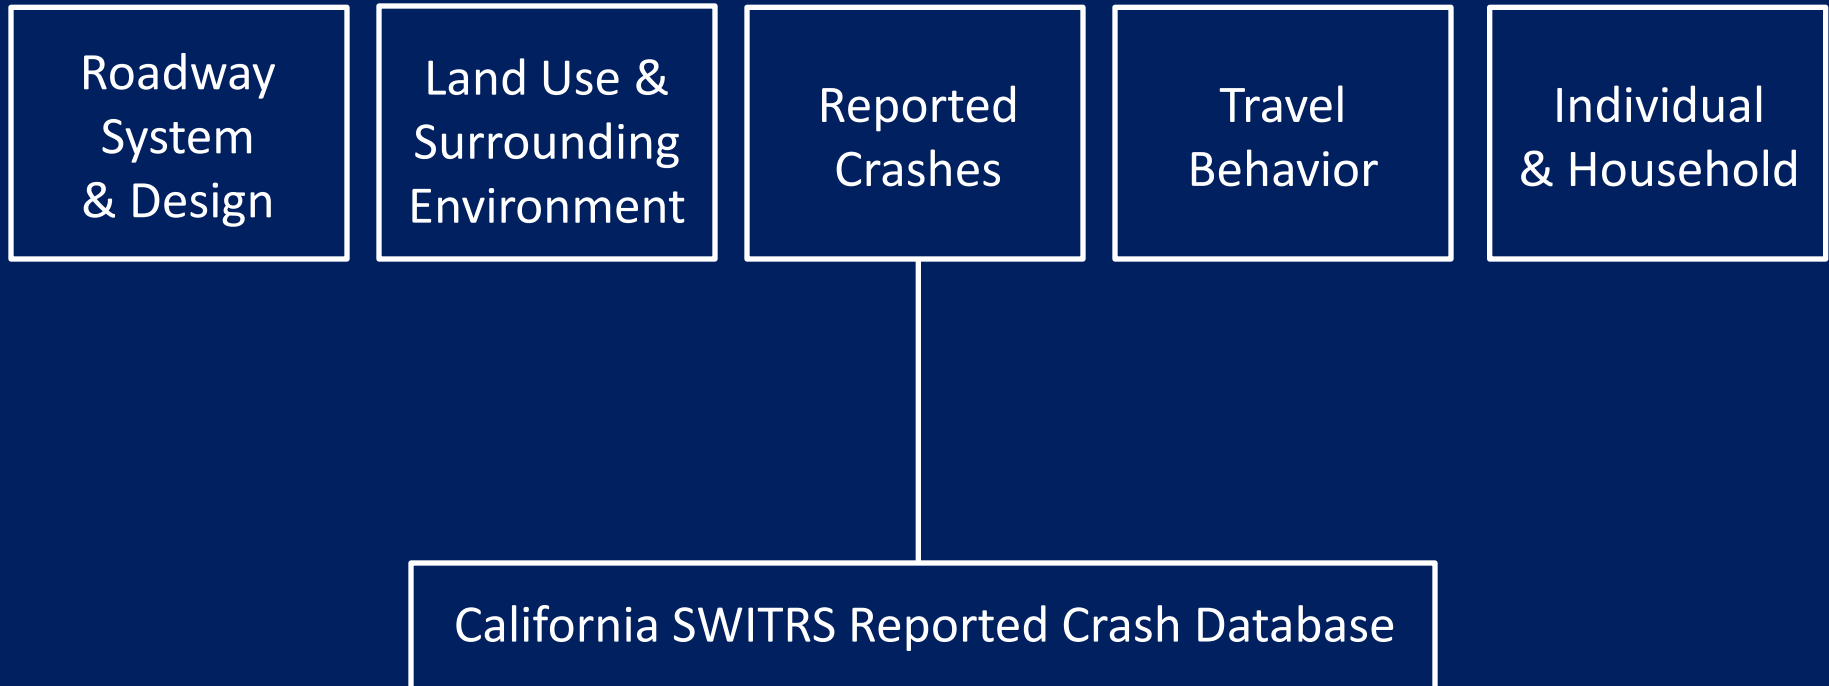 Roadway
System
& Design
Land Use &
Surrounding
Environment
Reported
Crashes
Travel
Behavior
Individual
& Household
California SWITRS Reported Crash Database